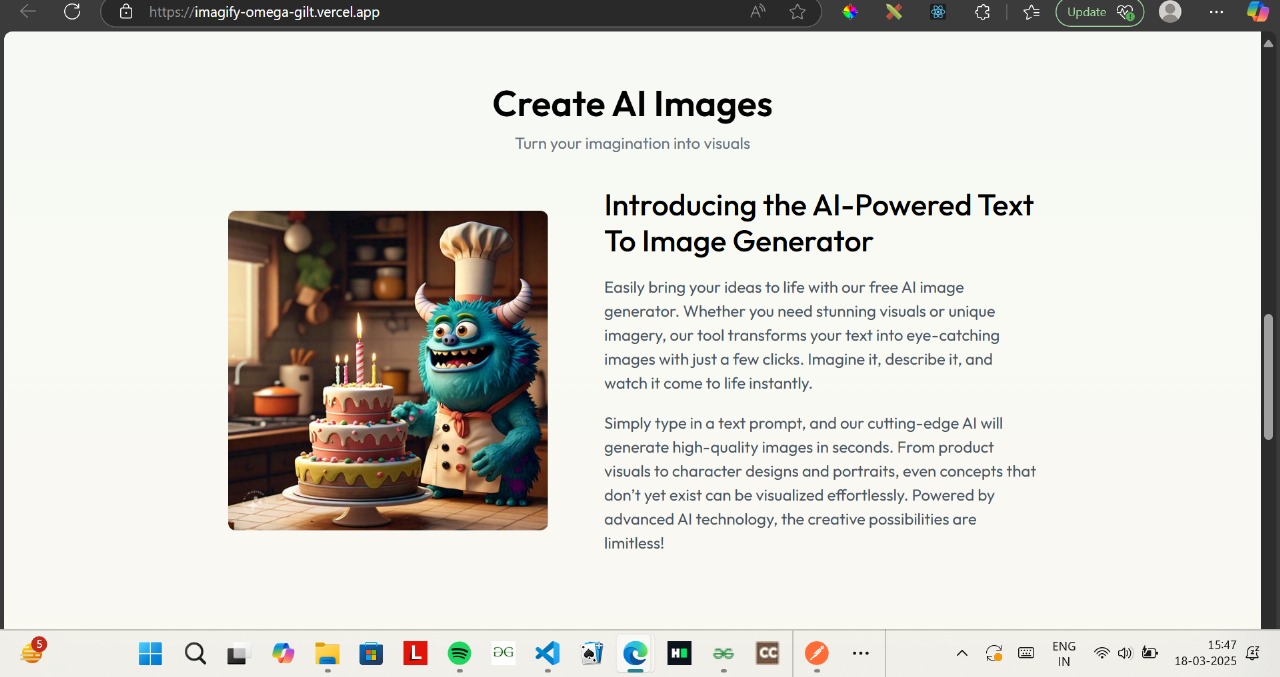 https://imagify-omega-gilt.vercel.app
Update
Create AI Images
Turn your imagination into visuals
Introducing the AI-Powered Text
To Image Generator
Easily bring your ideas to life with our free AI image
generator. Whether you need stunning visuals or unique
imagery, our tool transforms your text into eye-catching
images with just a few clicks. Imagine it, describe it, and
watch it come to life instantly.
Simply type in a text prompt, and our cutting-edge AI will
generate high-quality images in seconds. From product
visuals to character designs and portraits, even concepts that
don’t yet exist can be visualized effortlessly. Powered by
advanced AI technology, the creative possibilities are
limitless!
5
L
CC
ENG
IN
15:47
18-03-2025